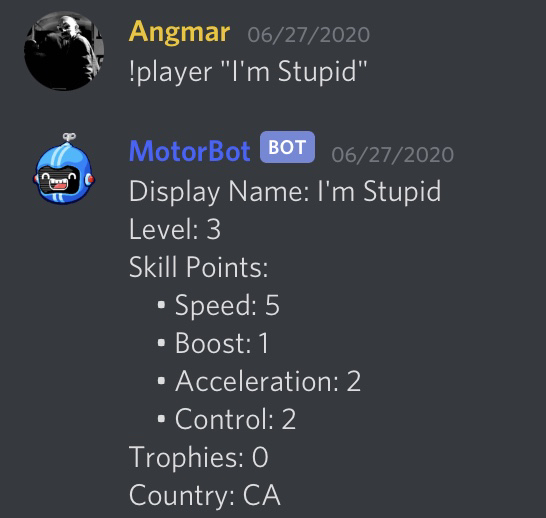 Angmar 06/27/2020
!player "I'm Stupid"
MotorBot BOT 06/27/2020
Display Name: I'm Stupid
Level: 3
Skill Points:
• Speed: 5
• Boost: 1
• Acceleration: 2
• Control: 2
Trophies: 0
Country: CA